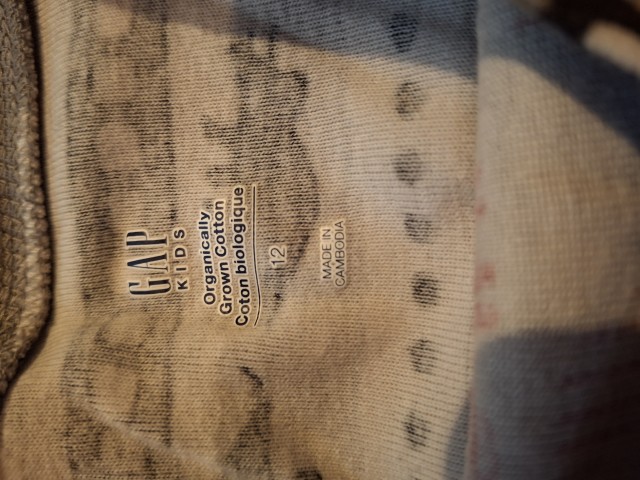 GAP
KIDS
Organically
Grown Cotton
Coton biologique
12
MADE IN
CAMBODIA